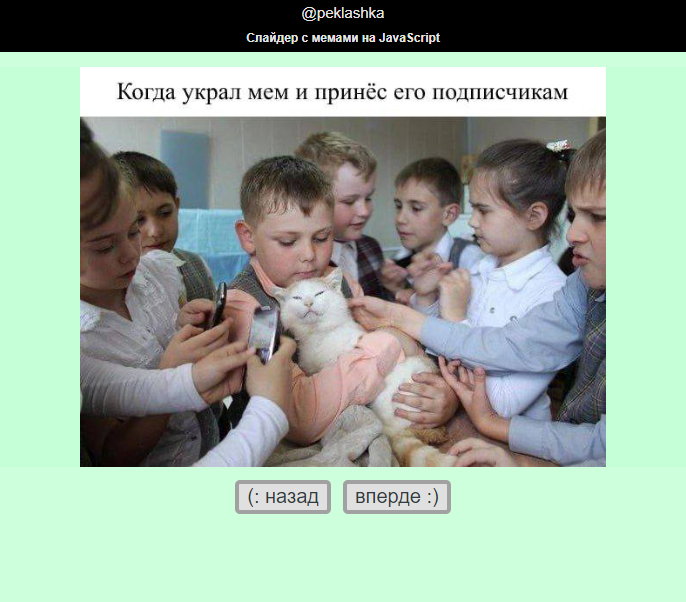 @peklashka
Слайдер с мемами на JavaScript
Когда украл мем и принёс его подписчикам
(: назад
вперде :)